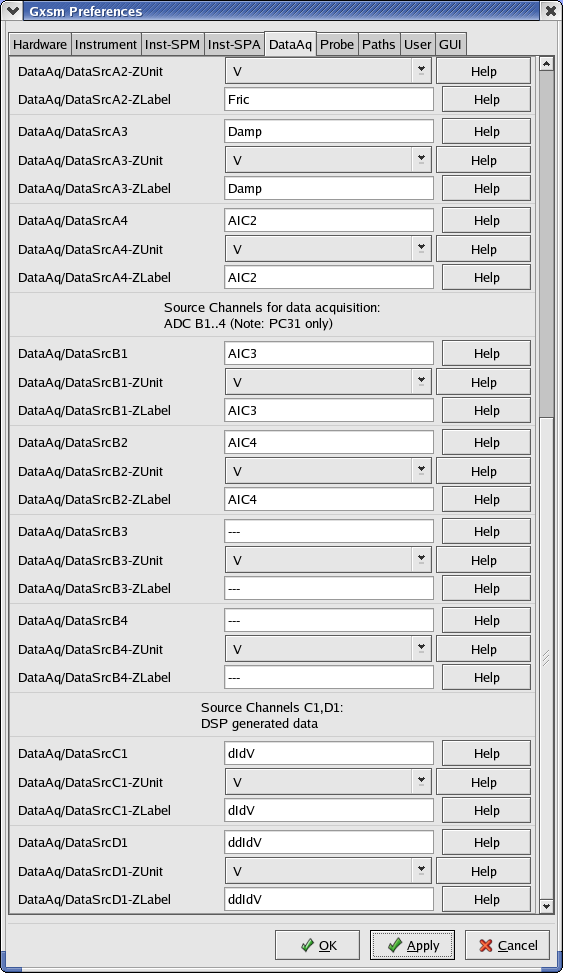 Gxsm Preferences
Hardware Instrument Inst-SPM Inst-SPA DataAq Probe Paths User GUI
DataAq/DataSrcA2-ZUnit V Help
DataAq/DataSrcA2-ZLabel Fric Help
DataAq/DataSrcA3 Damp Help
DataAq/DataSrcA3-ZUnit V Help
DataAq/DataSrcA3-ZLabel Damp Help
DataAq/DataSrcA4 AIC2 Help
DataAq/DataSrcA4-ZUnit V Help
DataAq/DataSrcA4-ZLabel AIC2 Help
Source Channels for data acquisition:
ADC B1..4 (Note: PC31 only)
DataAq/DataSrcB1 AIC3 Help
DataAq/DataSrcB1-ZUnit V Help
DataAq/DataSrcB1-ZLabel AIC3 Help
DataAq/DataSrcB2 AIC4 Help
DataAq/DataSrcB2-ZUnit V Help
DataAq/DataSrcB2-ZLabel AIC4 Help
DataAq/DataSrcB3 --- Help
DataAq/DataSrcB3-ZUnit V Help
DataAq/DataSrcB3-ZLabel --- Help
DataAq/DataSrcB4 --- Help
DataAq/DataSrcB4-ZUnit V Help
DataAq/DataSrcB4-ZLabel --- Help
Source Channels C1,D1:
DSP generated data
DataAq/DataSrcC1 dIdV Help
DataAq/DataSrcC1-ZUnit V Help
DataAq/DataSrcC1-ZLabel dIdV Help
DataAq/DataSrcD1 ddIdV Help
DataAq/DataSrcD1-ZUnit V Help
DataAq/DataSrcD1-ZLabel ddIdV Help
OK Apply Cancel